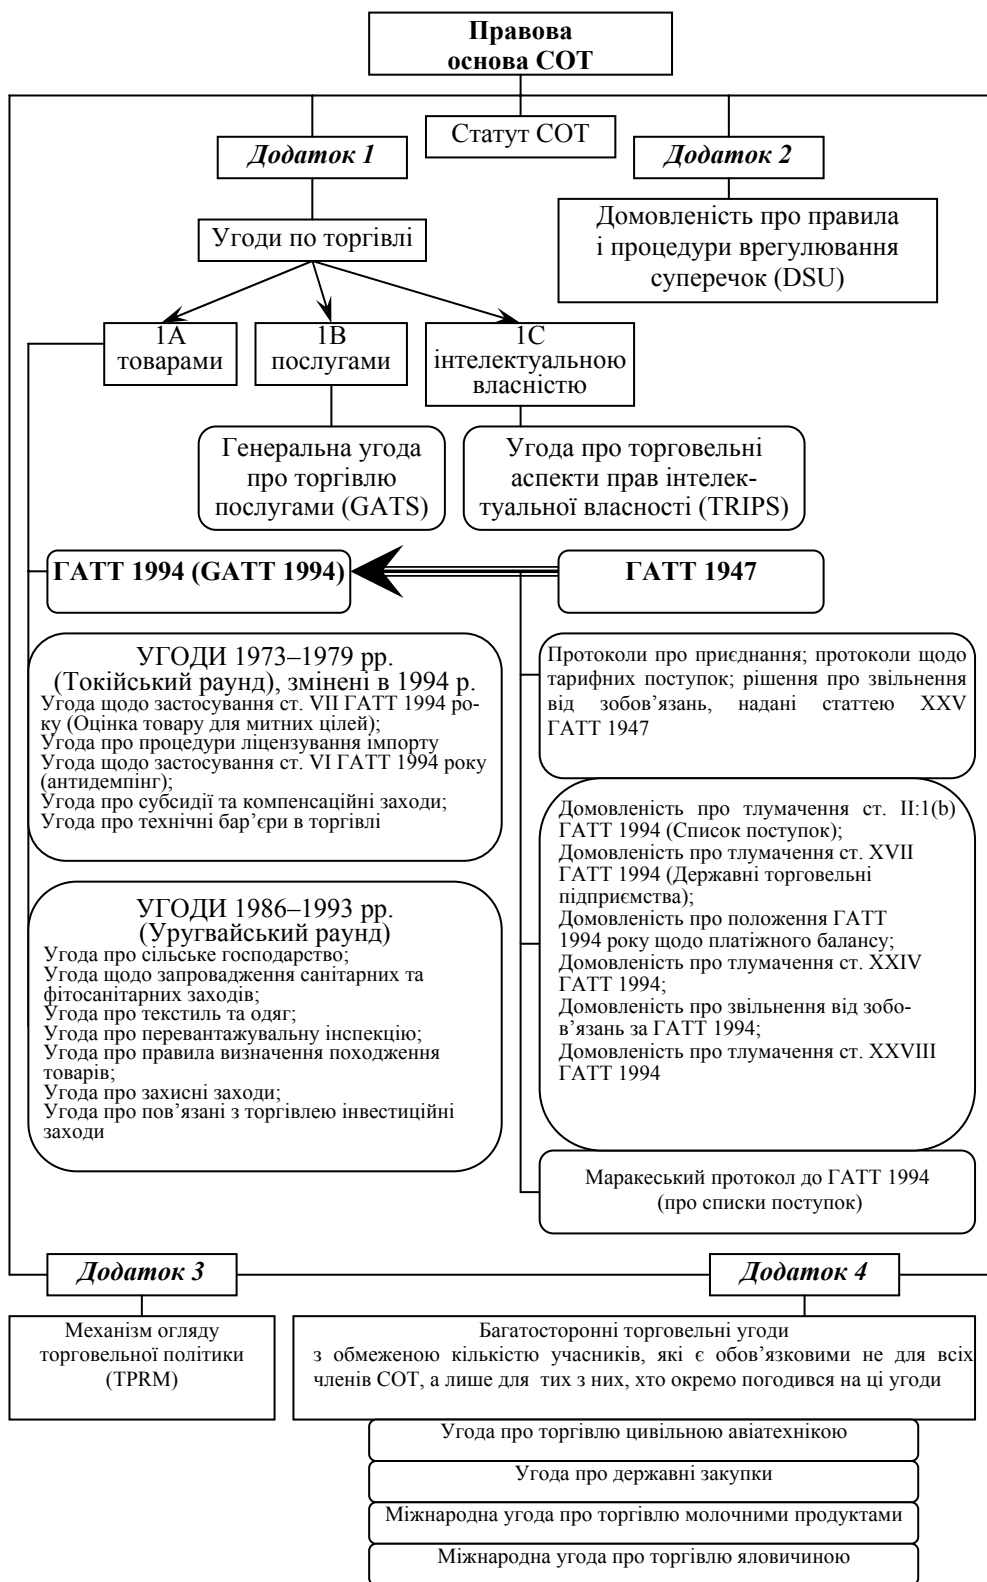 Правова
основа СОТ
Статут СОТ
Додаток 1
Додаток 2
Угоди по торгівлі
Домовленість про правила
і процедури врегулювання
суперечок (DSU)
1А
товарами
1В
послугами
1С
інтелектуальною
власністю
Генеральна угода
про торгівлю
послугами (GATS)
Угода про торговельні
аспекти прав інтелек-
туальної власності (TRIPS)
ГАТТ 1994 (GATT 1994)
ГАТТ 1947
УГОДИ 1973–1979 рр.
(Токійський раунд), змінені в 1994 р.
Угода щодо застосування ст. VII ГАТТ 1994 ро-
ку (Оцінка товару для митних цілей);
Угода про процедури ліцензування імпорту
Угода щодо застосування ст. VI ГАТТ 1994 року
(антидемпінг);
Угода про субсидії та компенсаційні заходи;
Угода про технічні бар’єри в торгівлі
Протоколи про приєднання; протоколи щодо
тарифних поступок; рішення про звільнення
від зобов’язань, надані статтею XXV
ГАТТ 1947
УГОДИ 1986–1993 рр.
(Уругвайський раунд)
Угода про сільське господарство;
Угода щодо запровадження санітарних та
фітосанітарних заходів;
Угода про текстиль та одяг;
Угода про перевантажувальну інспекцію;
Угода про правила визначення походження
товарів;
Угода про захисні заходи;
Угода про пов’язані з торгівлею інвестиційні
заходи
Домовленість про тлумачення ст. II:1(b)
ГАТТ 1994 (Список поступок);
Домовленість про тлумачення ст. XVII
ГАТТ 1994 (Державні торговельні
підприємства);
Домовленість про положення ГАТТ
1994 року щодо платіжного балансу;
Домовленість про тлумачення ст. XXIV
ГАТТ 1994;
Домовленість про звільнення від зобо-
в’язань за ГАТТ 1994;
Домовленість про тлумачення ст. XXVIII
ГАТТ 1994
Маракеський протокол до ГАТТ 1994
(про списки поступок)
Додаток 3
Додаток 4
Механізм огляду
торговельної політики
(TPRM)
Багатосторонні торговельні угоди
з обмеженою кількістю учасників, які є обов’язковими не для всіх
членів СОТ, а лише для тих з них, хто окремо погодився на ці угоди
Угода про торгівлю цивільною авіатехнікою
Угода про державні закупки
Міжнародна угода про торгівлю молочними продуктами
Міжнародна угода про торгівлю яловичиною